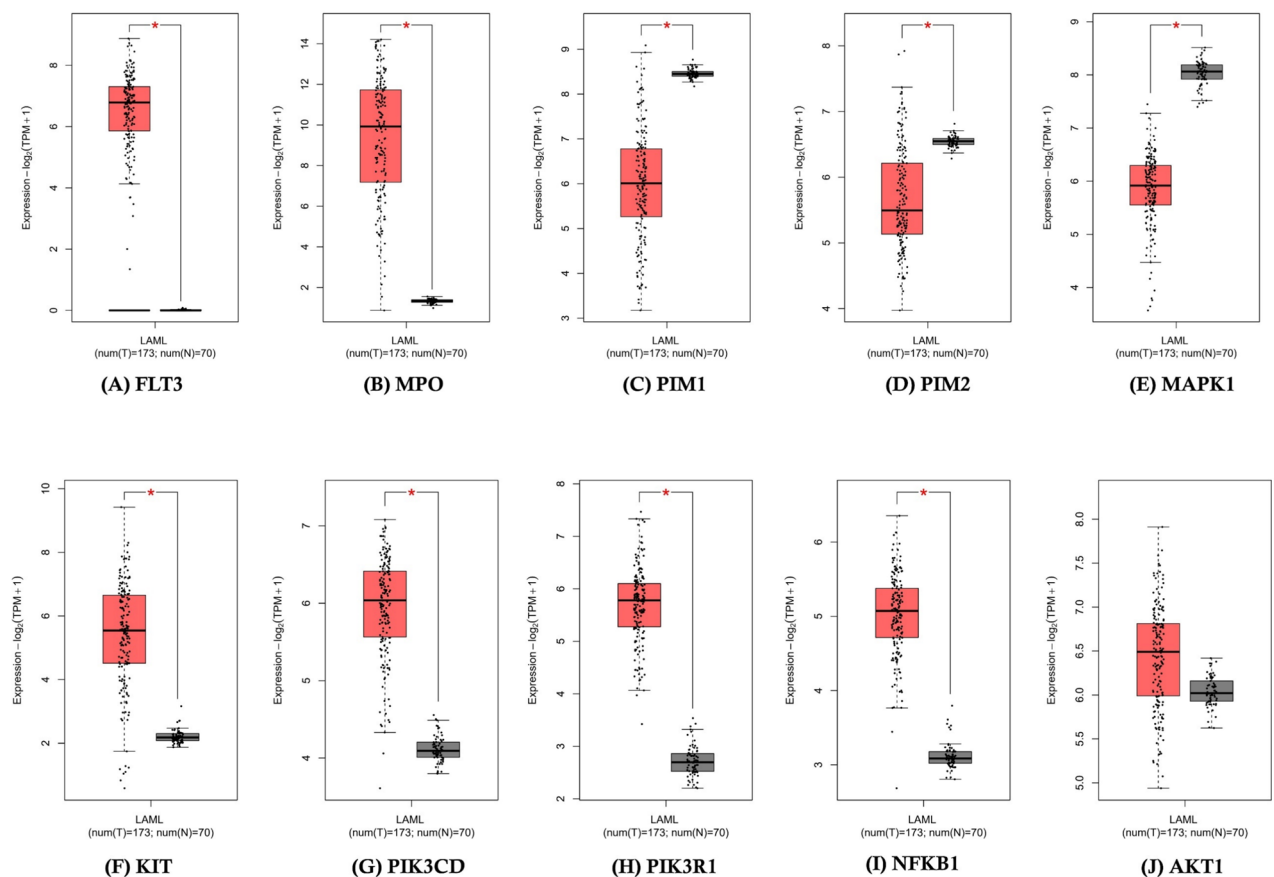 *
Expression − log2(TPM + 1)
8
6
4
2
0
LAML
(num(T)=173; num(N)=70)
(A) FLT3
*
Expression − log2(TPM + 1)
14
12
10
8
6
4
2
LAML
(num(T)=173; num(N)=70)
(B) MPO
*
Expression − log2(TPM + 1)
9
8
7
6
5
4
3
LAML
(num(T)=173; num(N)=70)
(C) PIM1
*
Expression − log2(TPM + 1)
8
7
6
5
4
LAML
(num(T)=173; num(N)=70)
(D) PIM2
*
Expression − log2(TPM + 1)
9
8
7
6
5
4
LAML
(num(T)=173; num(N)=70)
(E) MAPK1
*
Expression − log2(TPM + 1)
10
8
6
4
2
LAML
(num(T)=173; num(N)=70)
(F) KIT
*
Expression − log2(TPM + 1)
7
6
5
4
LAML
(num(T)=173; num(N)=70)
(G) PIK3CD
*
Expression − log2(TPM + 1)
8
7
6
5
4
3
2
LAML
(num(T)=173; num(N)=70)
(H) PIK3R1
*
Expression − log2(TPM + 1)
6
5
4
3
LAML
(num(T)=173; num(N)=70)
(I) NFKB1
Expression − log2(TPM + 1)
8.0
7.5
7.0
6.5
6.0
5.5
5.0
LAML
(num(T)=173; num(N)=70)
(J) AKT1